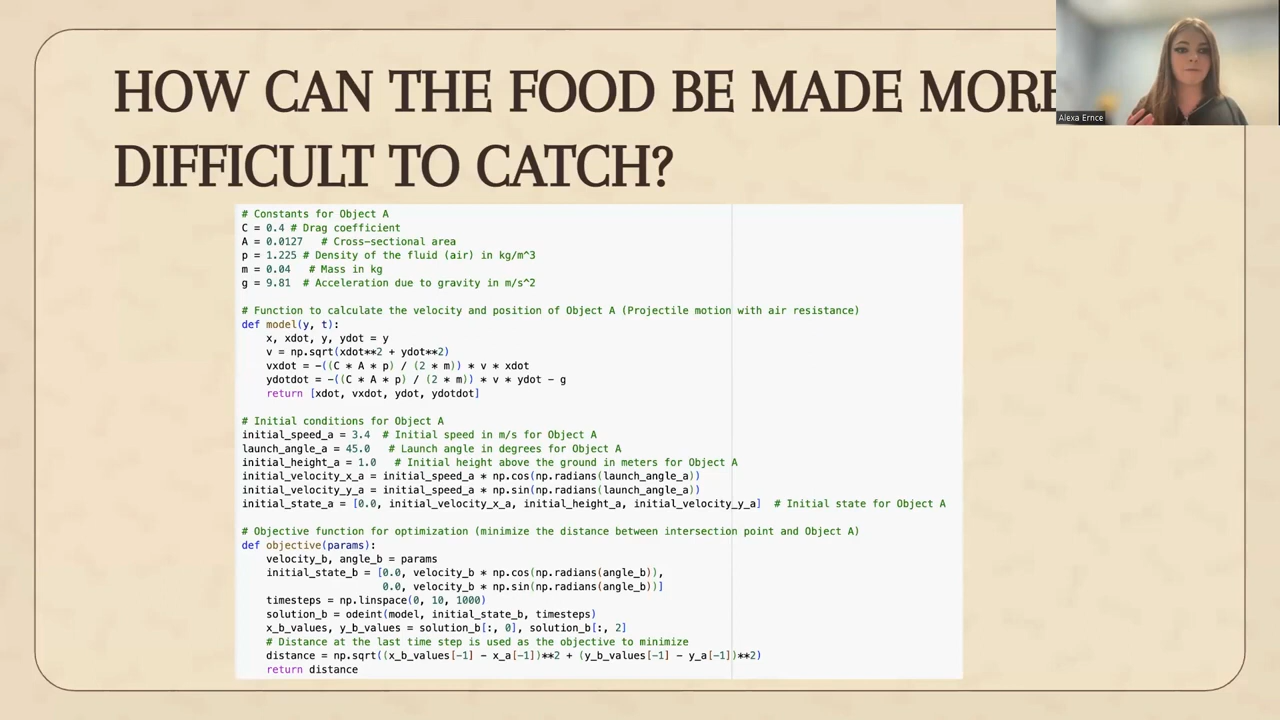 HOW CAN THE FOOD BE MADE MORE
DIFFICULT TO CATCH?
Alexa Ernce
# Constants for Object A
C = 0.4 # Drag coefficient
A = 0.0127   # Cross-sectional area
p = 1.225 # Density of the fluid (air) in kg/m^3
m = 0.04   # Mass in kg
g = 9.81  # Acceleration due to gravity in m/s^2
# Function to calculate the velocity and position of Object A (Projectile motion with air resistance)
def model(y, t):
    x, xdot, y, ydot = y
    v = np.sqrt(xdot**2 + ydot**2)
    vxdot = -((C * A * p) / (2 * m)) * v * xdot
    ydotdot = -((C * A * p) / (2 * m)) * v * ydot - g
    return [xdot, vxdot, ydot, ydotdot]
# Initial conditions for Object A
initial_speed_a = 3.4  # Initial speed in m/s for Object A
launch_angle_a = 45.0   # Launch angle in degrees for Object A
initial_height_a = 1.0   # Initial height above the ground in meters for Object A
initial_velocity_x_a = initial_speed_a * np.cos(np.radians(launch_angle_a))
initial_velocity_y_a = initial_speed_a * np.sin(np.radians(launch_angle_a))
initial_state_a = [0.0, initial_velocity_x_a, initial_height_a, initial_velocity_y_a]  # Initial state for Object A
# Objective function for optimization (minimize the distance between intersection point and Object A)
def objective(params):
    velocity_b, angle_b = params
    initial_state_b = [0.0, velocity_b * np.cos(np.radians(angle_b)),
                       0.0, velocity_b * np.sin(np.radians(angle_b))]
    timesteps = np.linspace(0, 10, 1000)
    solution_b = odeint(model, initial_state_b, timesteps)
    x_b_values, y_b_values = solution_b[:, 0], solution_b[:, 2]
    # Distance at the last time step is used as the objective to minimize
    distance = np.sqrt((x_b_values[-1] - x_a[-1])**2 + (y_b_values[-1] - y_a[-1])**2)
    return distance